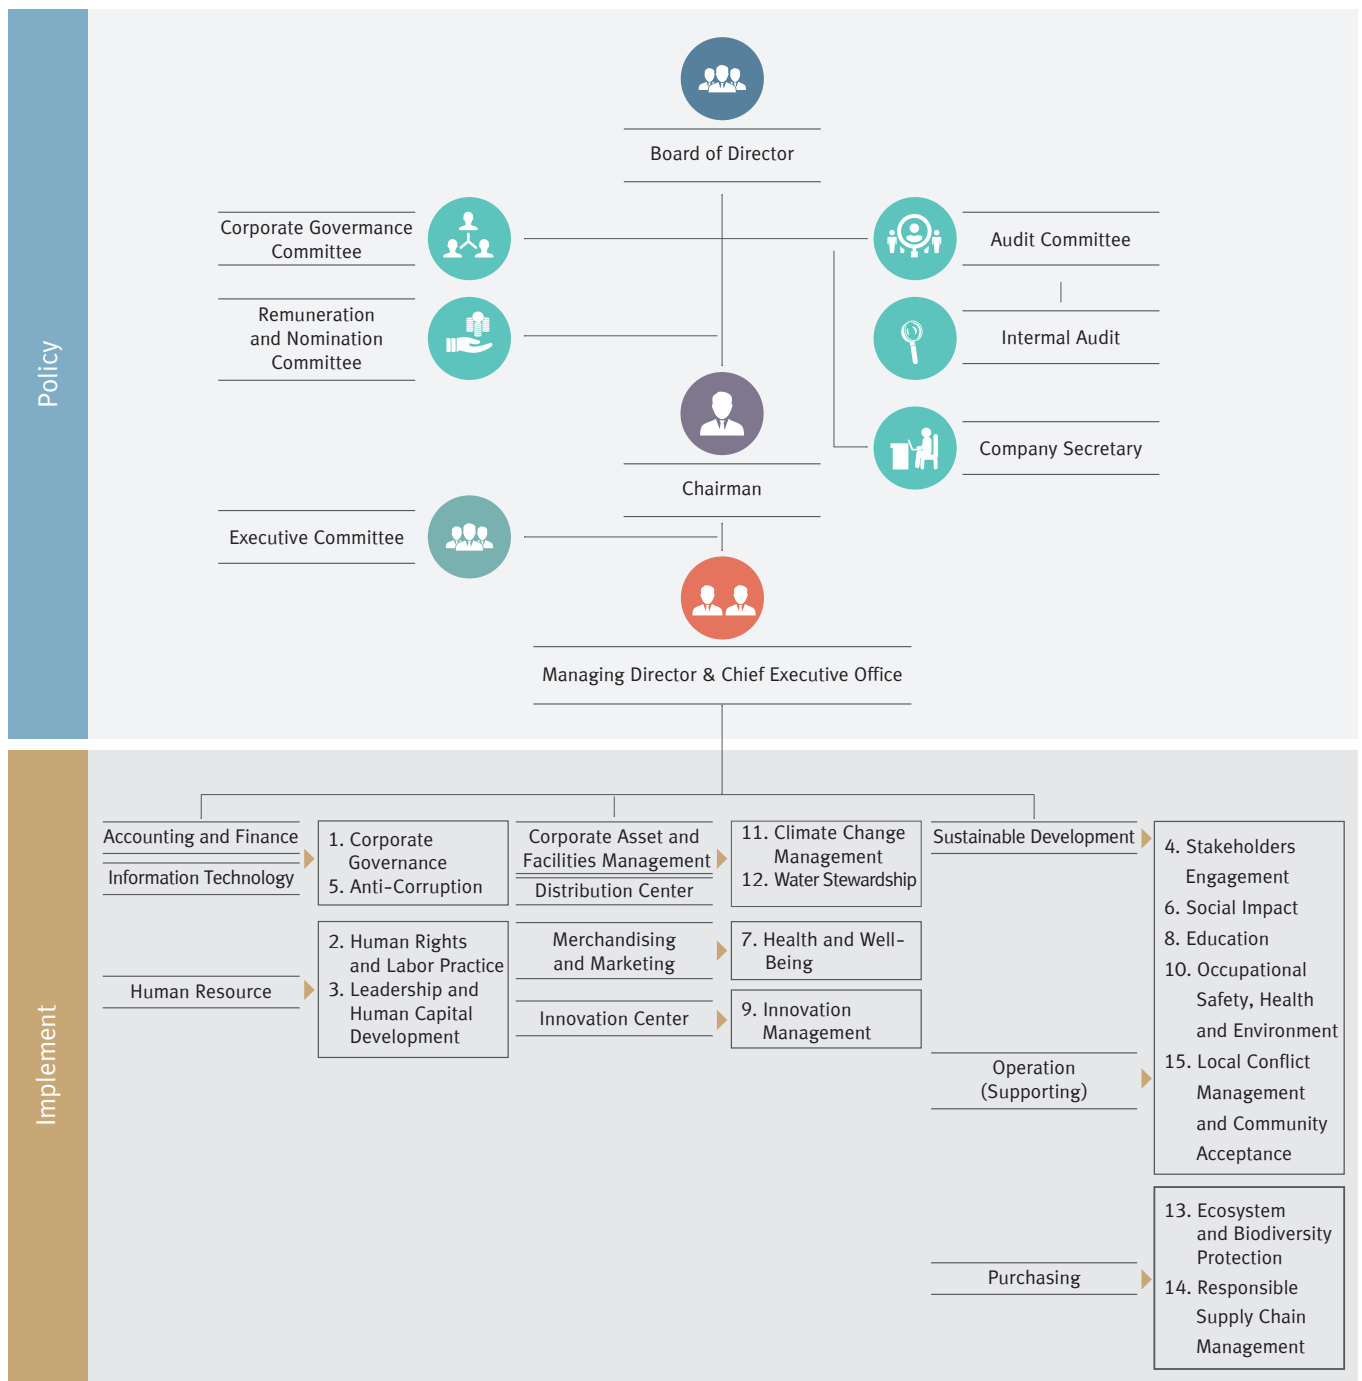 Policy
Board of Director
Corporate Governance
Committee
Audit Committee
Remuneration
and Nomination
Committee
Intermal Audit
Chairman
Company Secretary
Executive Committee
Managing Director & Chief Executive Office
Implement
Accounting and Finance
Information Technology
1. Corporate
Governance
5. Anti-Corruption
Human Resource
2. Human Rights
and Labor Practice
3. Leadership and
Human Capital
Development
Corporate Asset and
Facilities Management
Distribution Center
11. Climate Change
Management
12. Water Stewardship
Merchandising
and Marketing
7. Health and Well-
Being
Innovation Center
9. Innovation
Management
Sustainable Development
Operation
(Supporting)
4. Stakeholders
Engagement
6. Social Impact
8. Education
10. Occupational
Safety, Health
and Environment
15. Local Conflict
Management
and Community
Acceptance
Purchasing
13. Ecosystem
and Biodiversity
Protection
14. Responsible
Supply Chain
Management